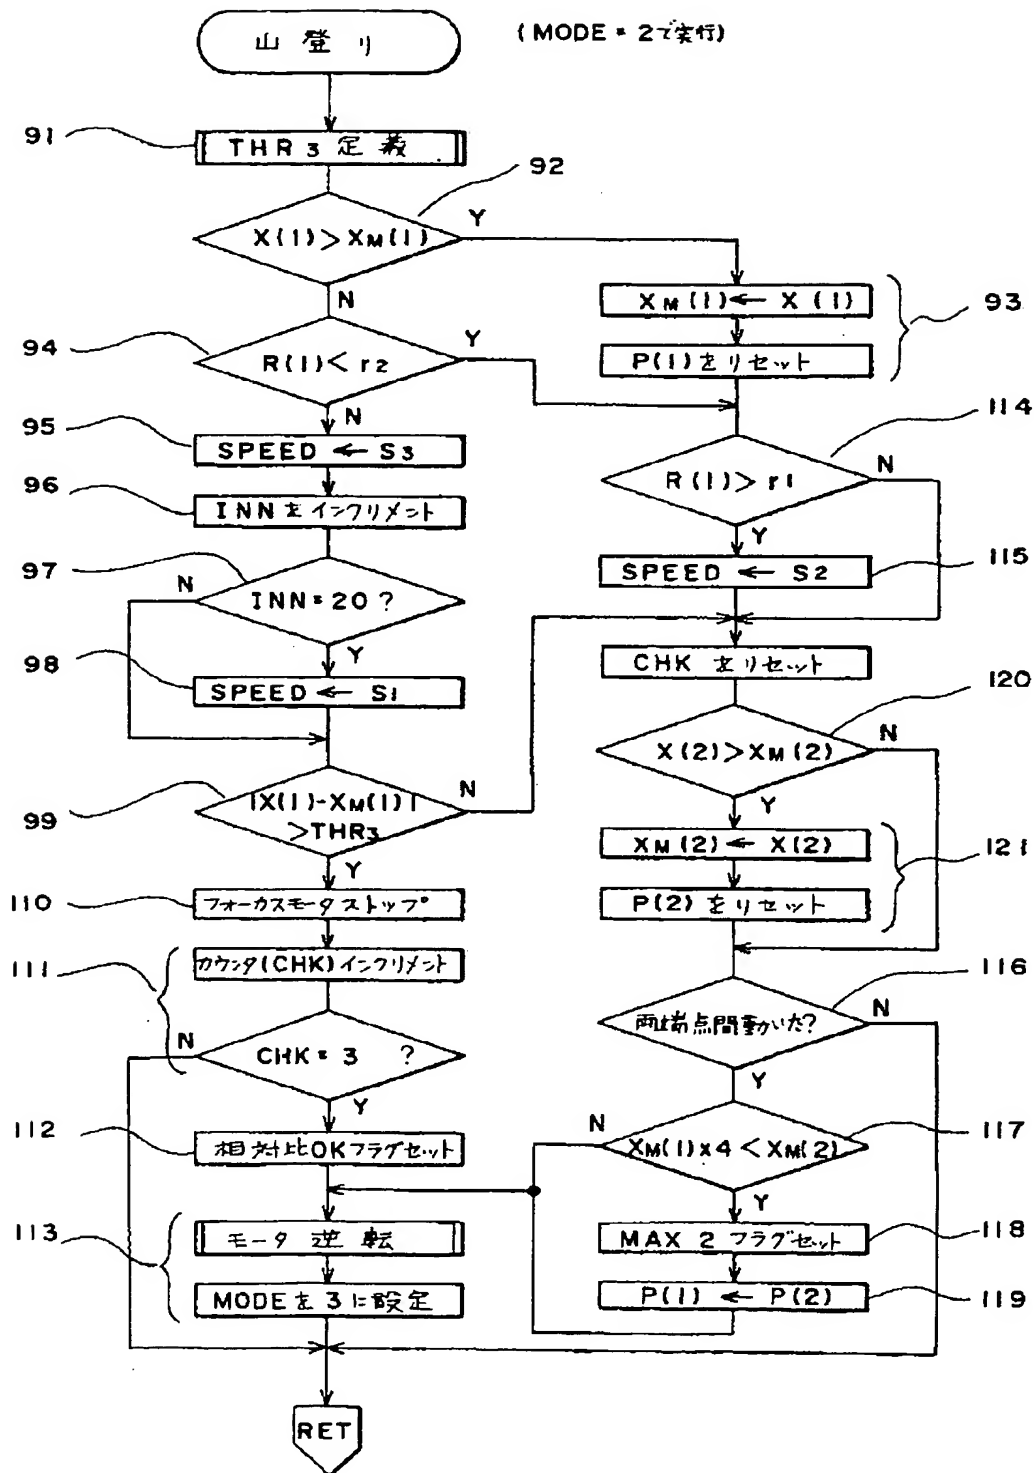 山登り
(MODE = 2で実行)
91
THR3 定義
92
X(1) > XM(1)
Y
N
XM(1) ← X(1)
P(1)をリセット
93
94
R(1) < r2
Y
N
95
SPEED ← S3
96
INNをインクリメント
97
INN = 20 ?
N
Y
98
SPEED ← S1
99
|X(1)-XM(1)|
>THR3
N
Y
110
フォーカスモータストップ
111
カウンタ(CHK)インクリメント
CHK = 3 ?
N
Y
112
相対比OKフラグセット
113
モータ 逆転
MODEを3に設定
RET
114
R(1) > r1
N
Y
SPEED ← S2
115
CHK をリセット
120
X(2) > XM(2)
N
Y
XM(2) ← X(2)
P(2)をリセット
121
116
両端点間動いた?
N
Y
117
XM(1)x4 < XM(2)
N
Y
MAX 2 フラグセット
118
P(1) ← P(2)
119